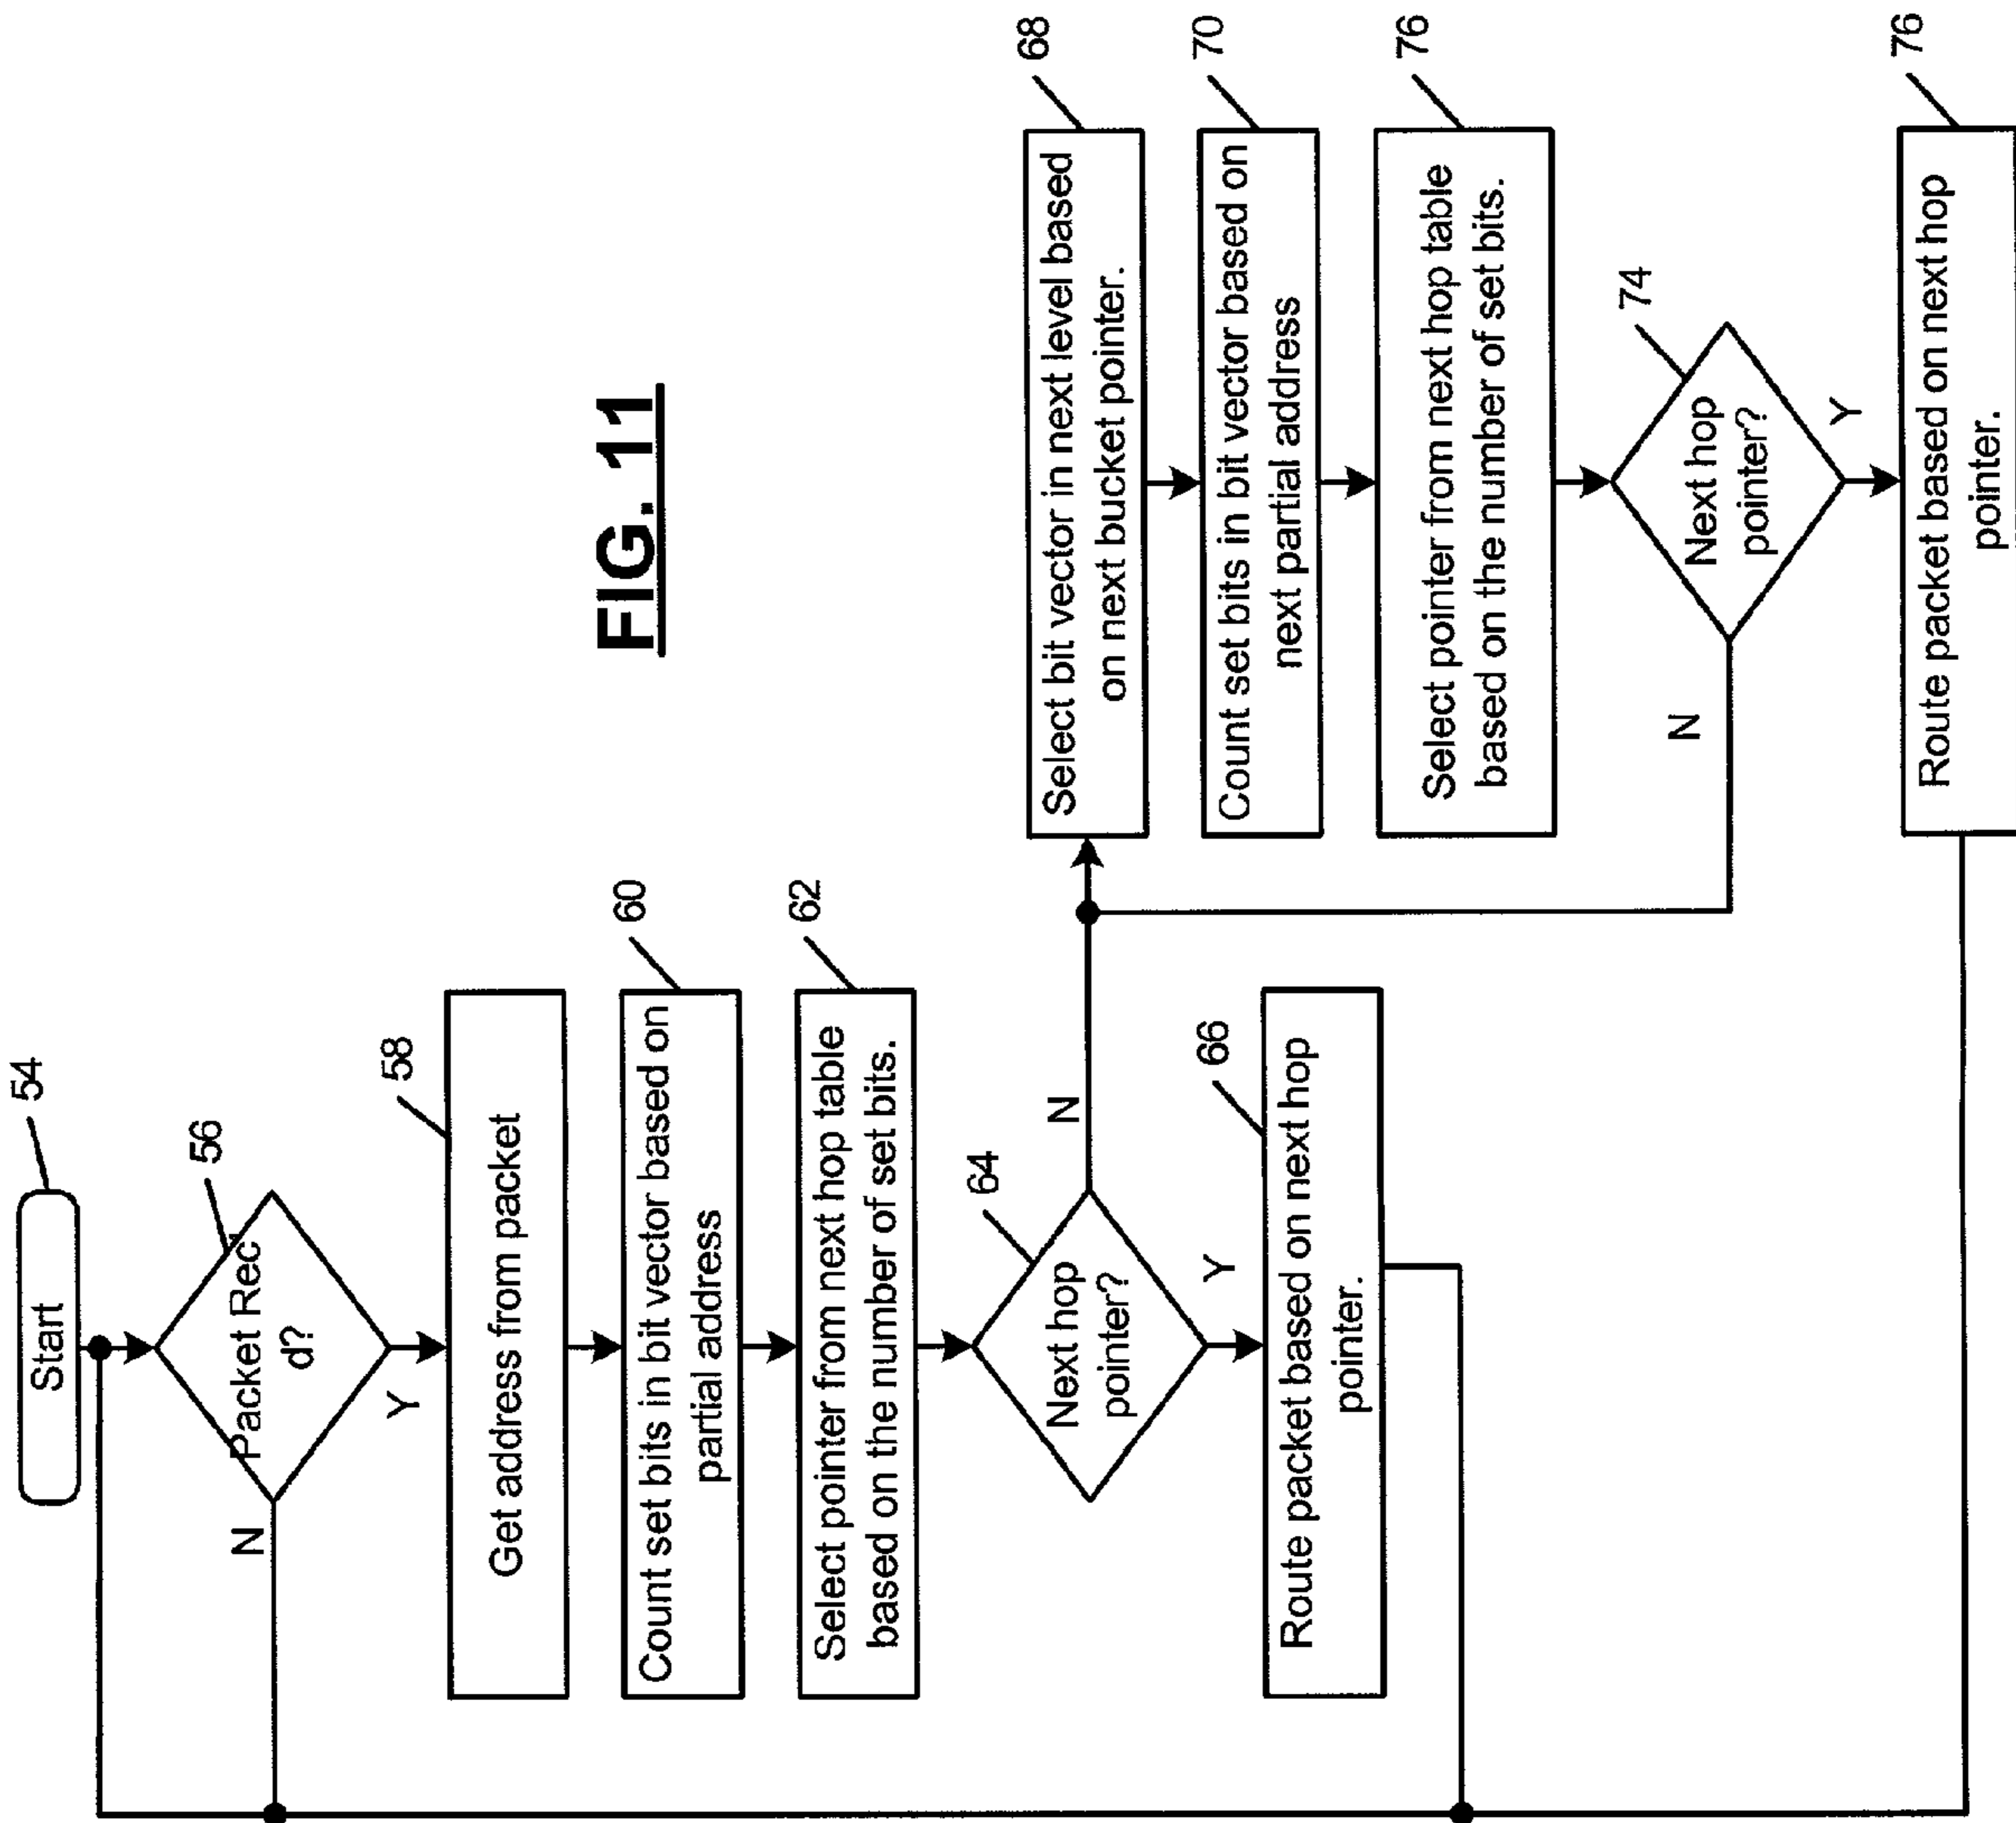 54
Start
56
Packet Rec'
d?
N
Y
58
Get address from packet
60
Count set bits in bit vector based on
partial address
62
Select pointer from next hop table
based on the number of set bits.
64
Next hop
pointer?
N
Y
66
Route packet based on next hop
pointer.
FIG. 11
68
Select bit vector in next level based
on next bucket pointer.
70
Count set bits in bit vector based on
next partial address
76
Select pointer from next hop table
based on the number of set bits.
74
Next hop
pointer?
N
Y
76
Route packet based on next hop
pointer.